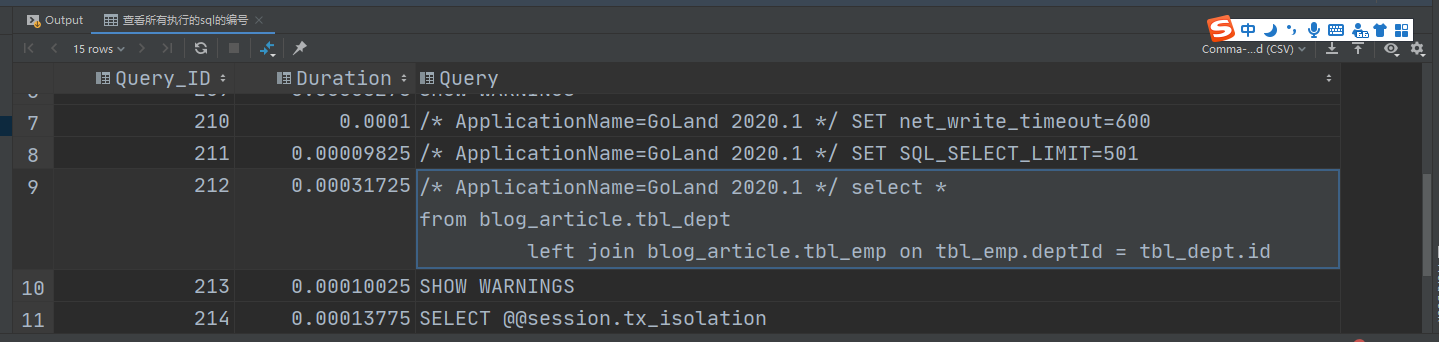 Output 查看所有执行的sql的编号
中
15 rows
Comma-...d (CSV)
Query_ID Duration Query
7 210 0.0001 /* ApplicationName=GoLand 2020.1 */ SET net_write_timeout=600
8 211 0.00009825 /* ApplicationName=GoLand 2020.1 */ SET SQL_SELECT_LIMIT=501
9 212 0.00031725 /* ApplicationName=GoLand 2020.1 */ select *
from blog_article.tbl_dept
left join blog_article.tbl_emp on tbl_emp.deptId = tbl_dept.id
10 213 0.00010025 SHOW WARNINGS
11 214 0.00013775 SELECT @@session.tx_isolation